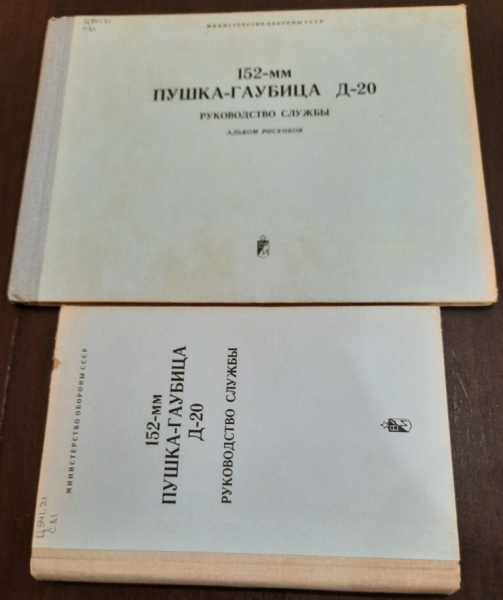 МИНИСТЕРСТВО ОБОРОНЫ СССР
152-мм
ПУШКА-ГАУБИЦА Д-20
РУКОВОДСТВО СЛУЖБЫ
АЛЬБОМ РИСУНКОВ
МИНИСТЕРСТВО ОБОРОНЫ СССР
152-мм
ПУШКА-ГАУБИЦА
Д-20
РУКОВОДСТВО СЛУЖБЫ